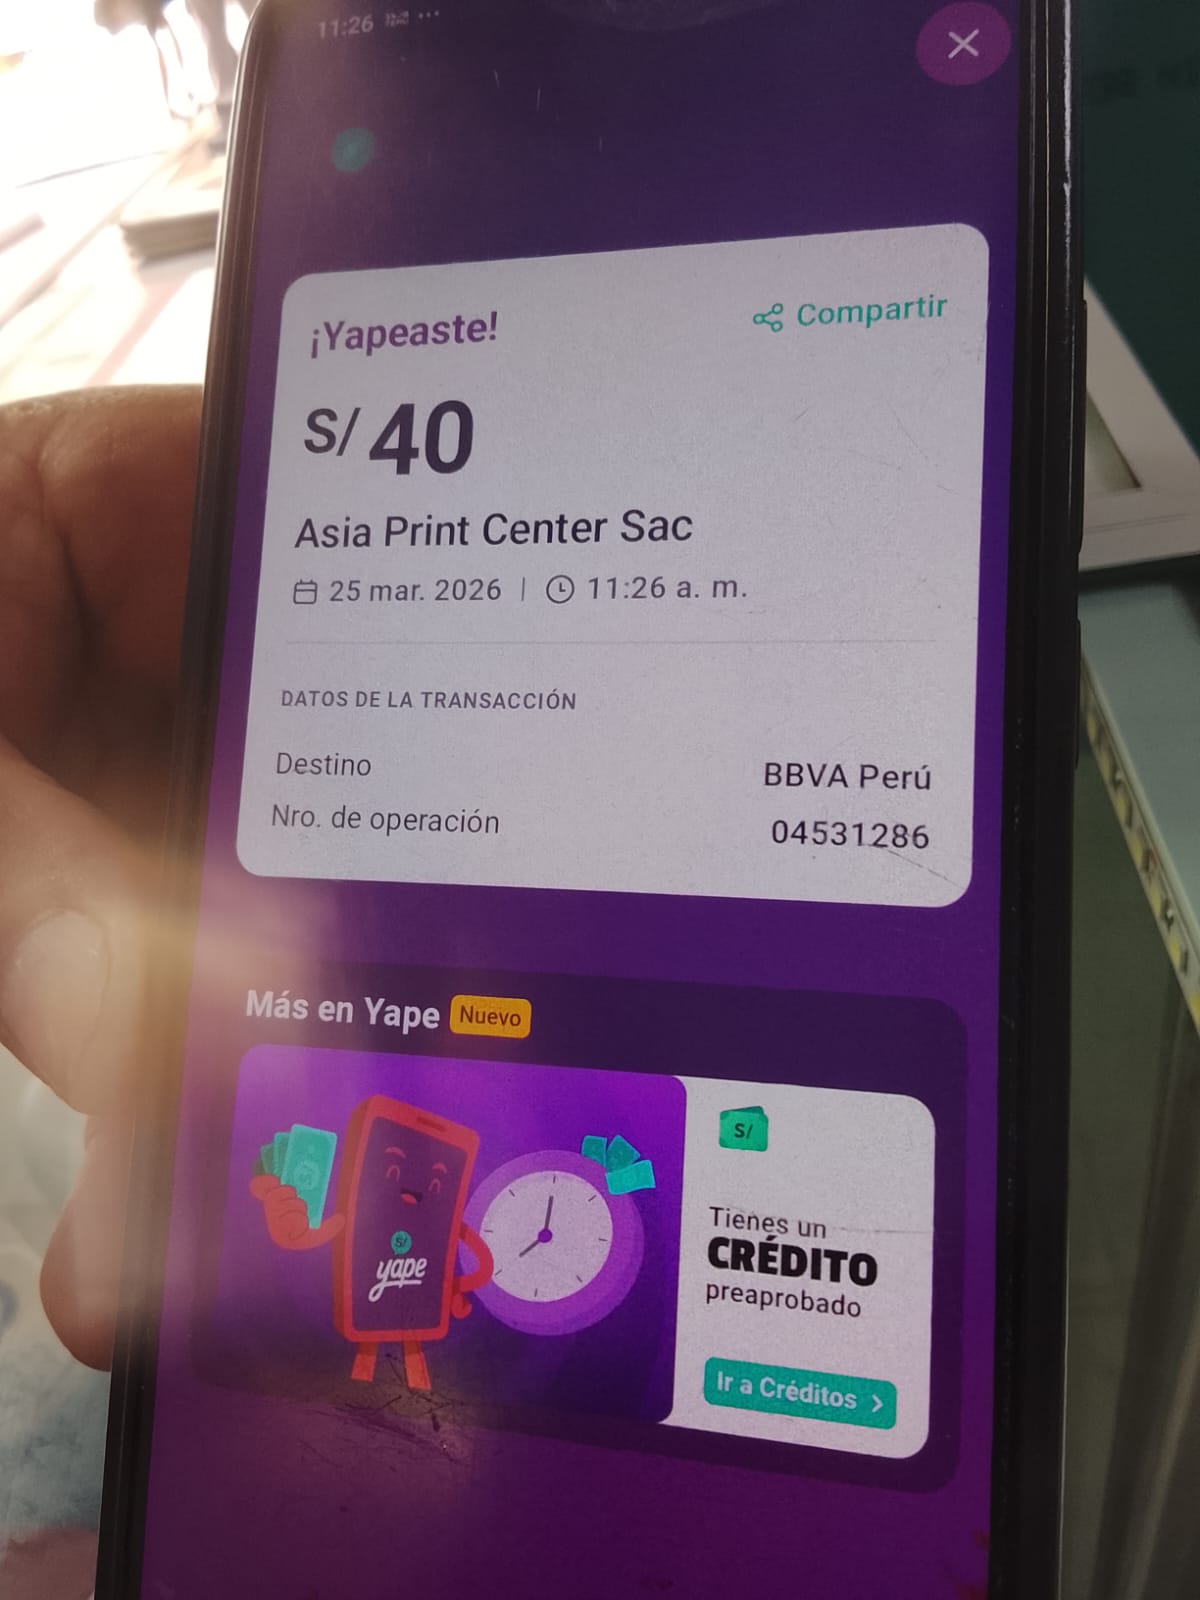 11:26
¡Yapeaste!
Compartir
S/ 40
Asia Print Center Sac
25 mar. 2026 | 11:26 a. m.
DATOS DE LA TRANSACCIÓN
Destino BBVA Perú
Nro. de operación 04531286
Más en Yape Nuevo
S/
yape
S/
Tienes un
CRÉDITO
preaprobado
Ir a Créditos >